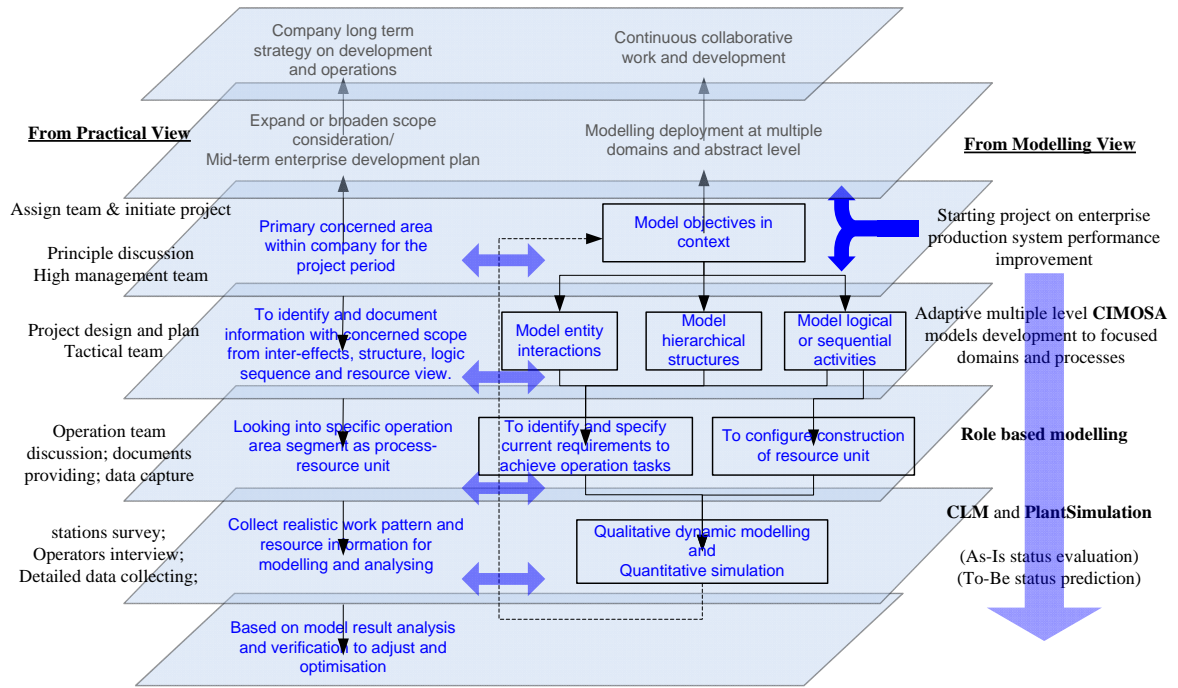 Company long term
strategy on development
and operations
Continuous collaborative
work and development
From Practical View
Expand or broaden scope
consideration/
Mid-term enterprise development plan
Modelling deployment at multiple
domains and abstract level
From Modelling View
Assign team & initiate project
Principle discussion
High management team
Primary concerned area
within company for the
project period
Model objectives in
context
Starting project on enterprise
production system performance
improvement
Project design and plan
Tactical team
To identify and document
information with concerned scope
from inter-effects, structure, logic
sequence and resource view.
Model entity
interactions
Model
hierarchical
structures
Model logical
or sequential
activities
Adaptive multiple level CIMOSA
models development to focused
domains and processes
Operation team
discussion; documents
providing; data capture
Looking into specific operation
area segment as process-
resource unit
To identify and specify
current requirements to
achieve operation tasks
To configure construction
of resource unit
Role based modelling
stations survey;
Operators interview;
Detailed data collecting;
Collect realistic work pattern and
resource information for
modelling and analysing
Qualitative dynamic modelling
and
Quantitative simulation
CLM and PlantSimulation
(As-Is status evaluation)
(To-Be status prediction)
Based on model result analysis
and verification to adjust and
optimisation